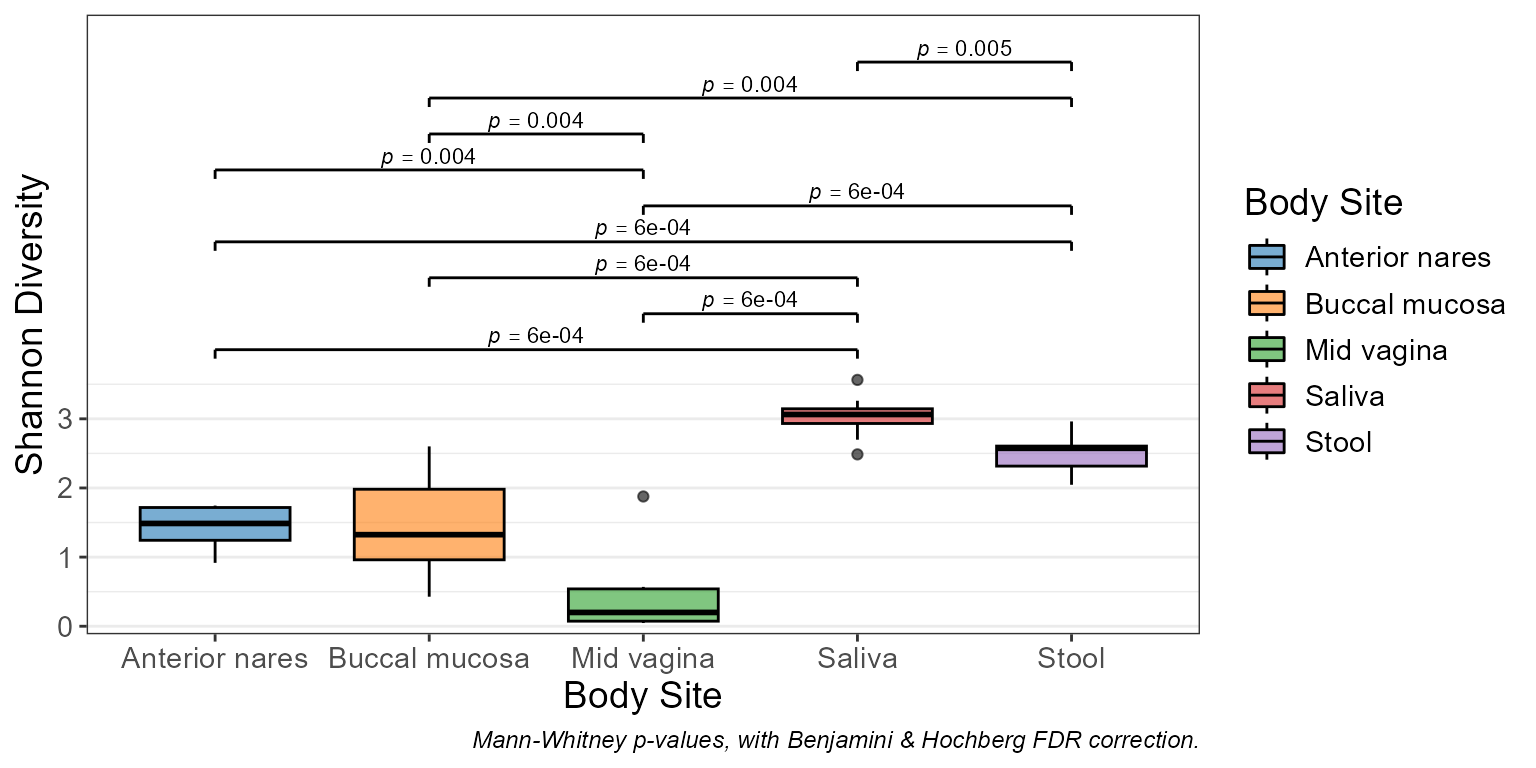 p = 0.005
p = 0.004
p = 0.004
p = 0.004
p = 6e-04
p = 6e-04
p = 6e-04
p = 6e-04
p = 6e-04
Shannon Diversity
3
2
1
0
Anterior nares Buccal mucosa Mid vagina Saliva Stool
Body Site
Mann-Whitney p-values, with Benjamini & Hochberg FDR correction.
Body Site
Anterior nares
Buccal mucosa
Mid vagina
Saliva
Stool